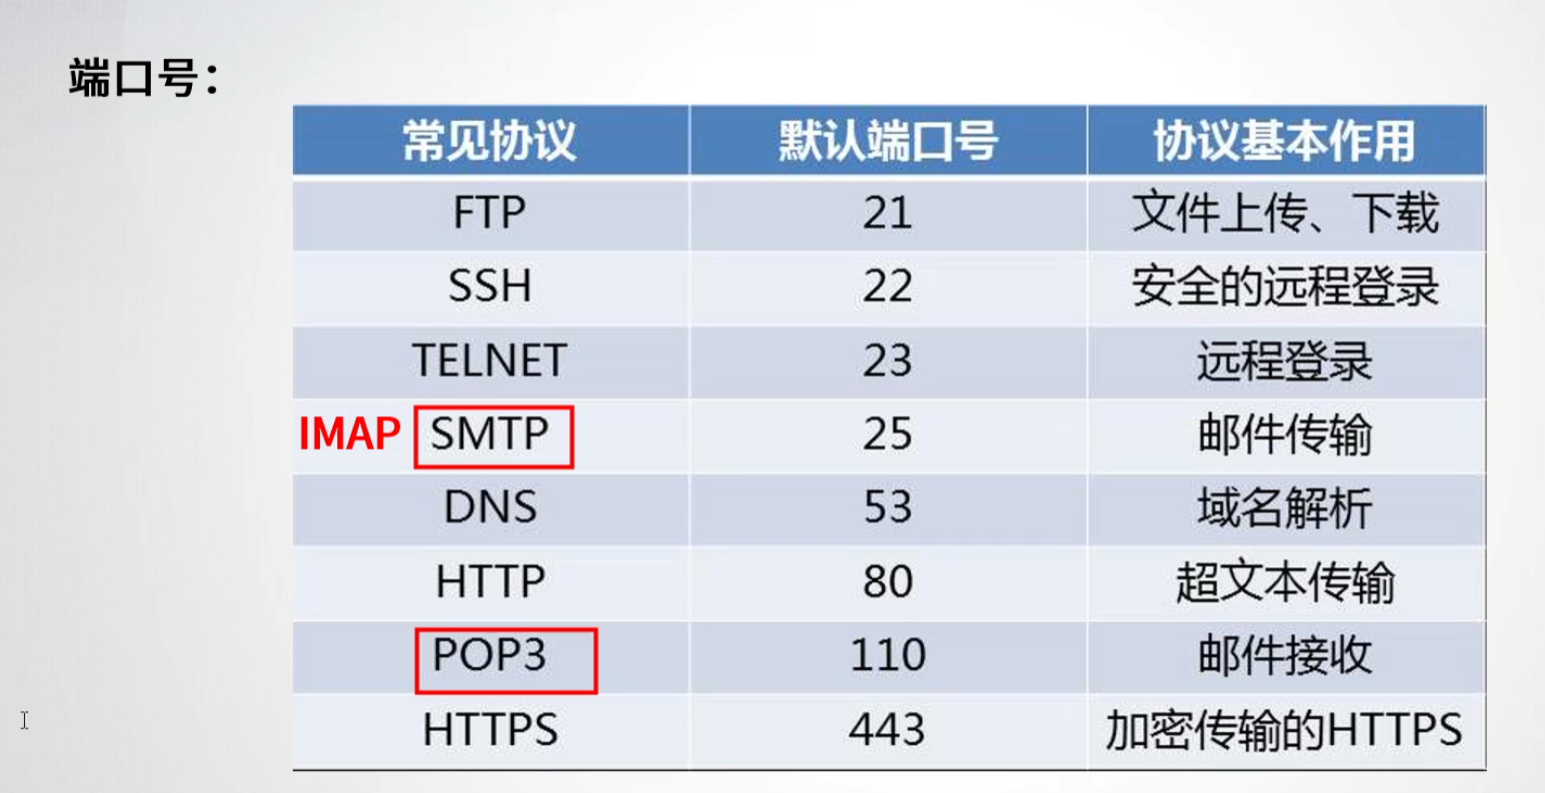 端口号：
常见协议 默认端口号 协议基本作用
FTP 21 文件上传、下载
SSH 22 安全的远程登录
TELNET 23 远程登录
IMAP SMTP 25 邮件传输
DNS 53 域名解析
HTTP 80 超文本传输
POP3 110 邮件接收
HTTPS 443 加密传输的HTTPS